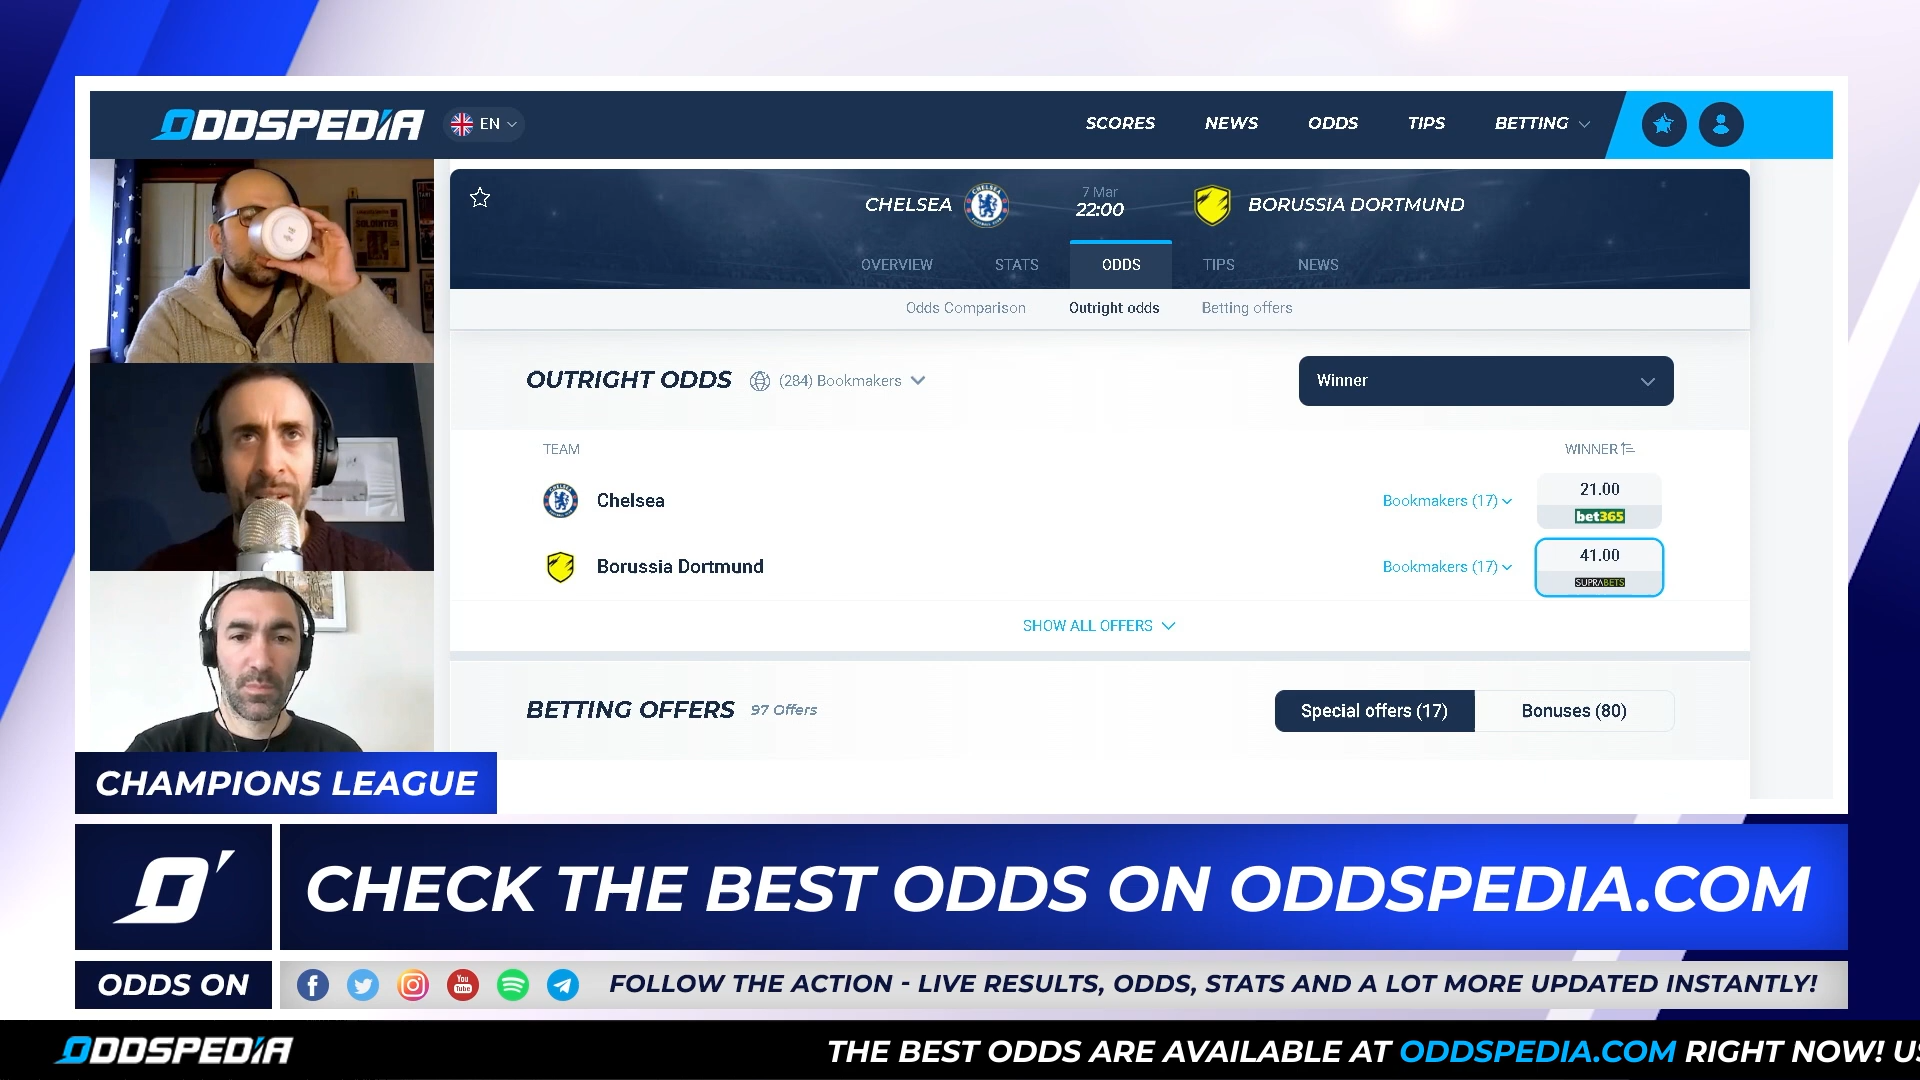 ODDSPEDIA
EN
SCORES
NEWS
ODDS
TIPS
BETTING
CHELSEA
7 Mar
22:00
BORUSSIA DORTMUND
OVERVIEW
STATS
ODDS
TIPS
NEWS
Odds Comparison
Outright odds
Betting offers
OUTRIGHT ODDS
(284) Bookmakers
Winner
TEAM
WINNER
Chelsea
Bookmakers (17)
21.00
bet365
Borussia Dortmund
Bookmakers (17)
41.00
SUPRABETS
SHOW ALL OFFERS
BETTING OFFERS
97 Offers
Special offers (17)
Bonuses (80)
CHAMPIONS LEAGUE
CHECK THE BEST ODDS ON ODDSPEDIA.COM
ODDS ON
You
Tube
FOLLOW THE ACTION - LIVE RESULTS, ODDS, STATS AND A LOT MORE UPDATED INSTANTLY!
ODDSPEDIA
THE BEST ODDS ARE AVAILABLE AT ODDSPEDIA.COM RIGHT NOW! US